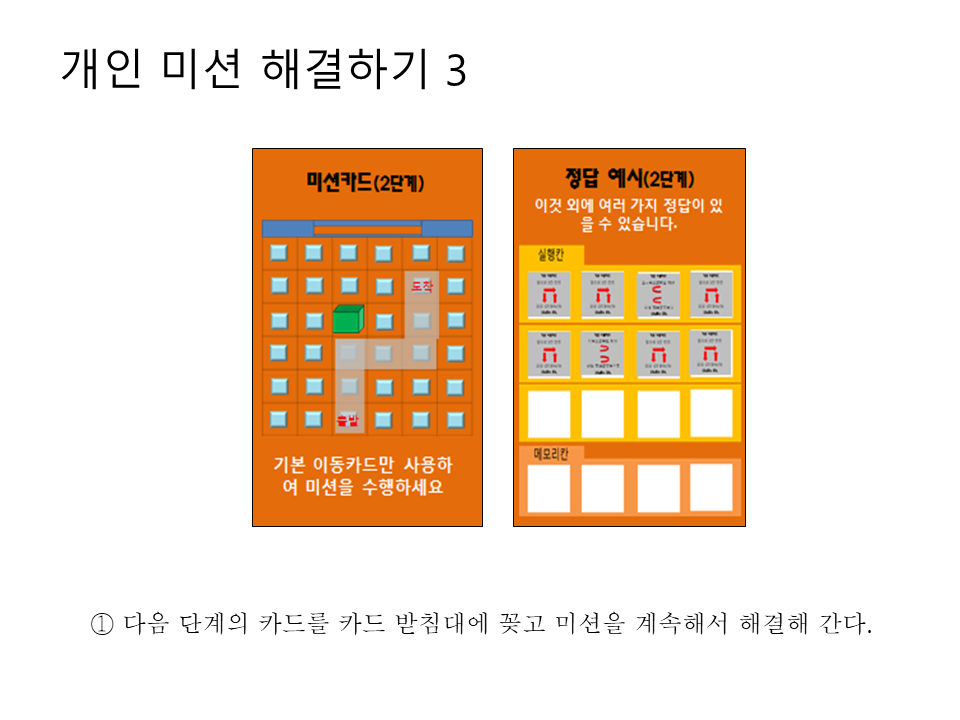 개인 미션 해결하기 3
미션카드(2단계)
도착
출발
기본 이동카드만 사용하
여 미션을 수행하세요
정답 예시(2단계)
이것 외에 여러 가지 정답이 있
을 수 있습니다.
실행칸
메모리칸
① 다음 단계의 카드를 카드 받침대에 꽂고 미션을 계속해서 해결해 간다.